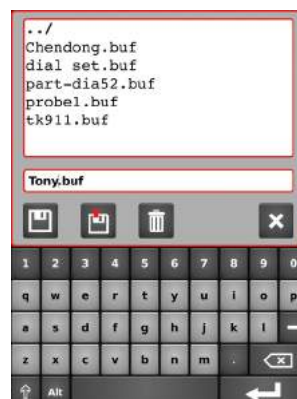 ../
Chendong.buf
dial set.buf
part-dia52.buf
probe1.buf
tk911.buf
Tony.buf
1 2 3 4 5 6 7 8 9 0
q w e r t y u i o p
a s d f g h j k l -
z x c v b n m .
Alt